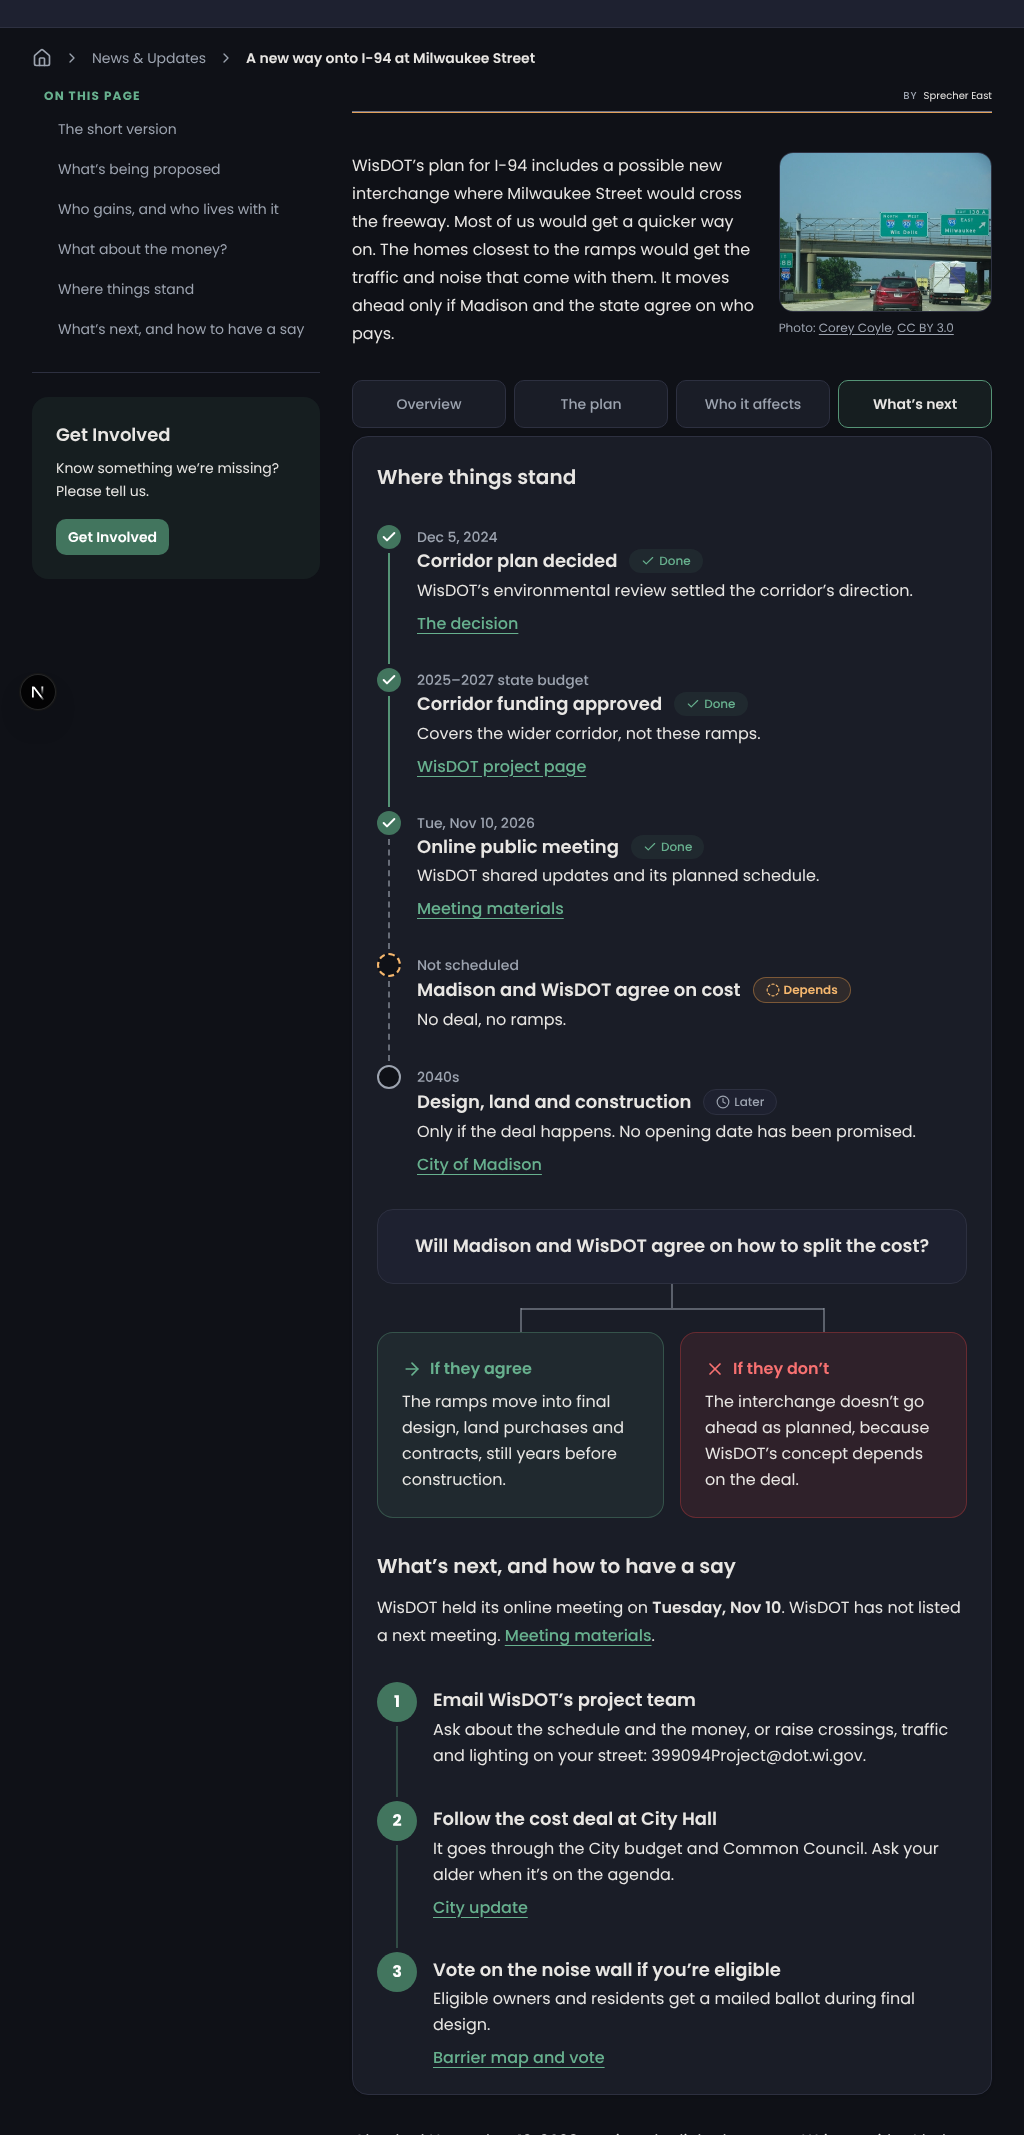 News & Updates
A new way onto I-94 at Milwaukee Street
ON THIS PAGE
The short version
What's being proposed
Who gains, and who lives with it
What about the money?
Where things stand
What's next, and how to have a say
Get Involved
Know something we're missing?
Please tell us.
Get Involved
N
BY Sprecher East
WisDOT's plan for I-94 includes a possible new
interchange where Milwaukee Street would cross
the freeway. Most of us would get a quicker way
on. The homes closest to the ramps would get the
traffic and noise that come with them. It moves
ahead only if Madison and the state agree on who
pays.
Photo: Corey Coyle, CC BY 3.0
Overview
The plan
Who it affects
What's next
Where things stand
Dec 5, 2024
Corridor plan decided
Done
WisDOT's environmental review settled the corridor's direction.
The decision
2025–2027 state budget
Corridor funding approved
Done
Covers the wider corridor, not these ramps.
WisDOT project page
Tue, Nov 10, 2026
Online public meeting
Done
WisDOT shared updates and its planned schedule.
Meeting materials
Not scheduled
Madison and WisDOT agree on cost
Depends
No deal, no ramps.
2040s
Design, land and construction
Later
Only if the deal happens. No opening date has been promised.
City of Madison
Will Madison and WisDOT agree on how to split the cost?
If they agree
The ramps move into final
design, land purchases and
contracts, still years before
construction.
If they don't
The interchange doesn't go
ahead as planned, because
WisDOT's concept depends
on the deal.
What's next, and how to have a say
WisDOT held its online meeting on Tuesday, Nov 10. WisDOT has not listed
a next meeting. Meeting materials.
1
Email WisDOT's project team
Ask about the schedule and the money, or raise crossings, traffic
and lighting on your street: 399094Project@dot.wi.gov.
2
Follow the cost deal at City Hall
It goes through the City budget and Common Council. Ask your
alder when it's on the agenda.
City update
3
Vote on the noise wall if you're eligible
Eligible owners and residents get a mailed ballot during final
design.
Barrier map and vote